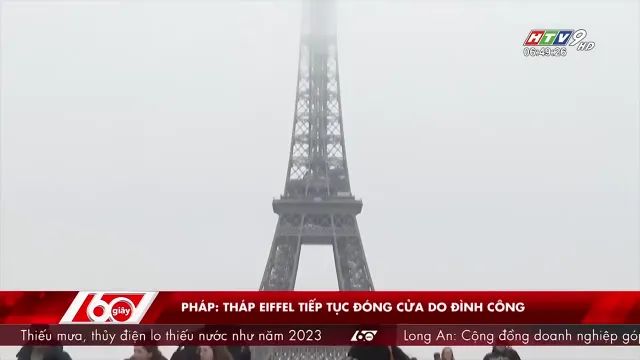 HTV9 HD
06:49:26
60 giây
PHÁP: THÁP EIFFEL TIẾP TỤC ĐÓNG CỬA DO ĐÌNH CÔNG
Thiếu mưa, thủy điện lo thiếu nước như năm 2023 60 Long An: Cộng đồng doanh nghiệp gó